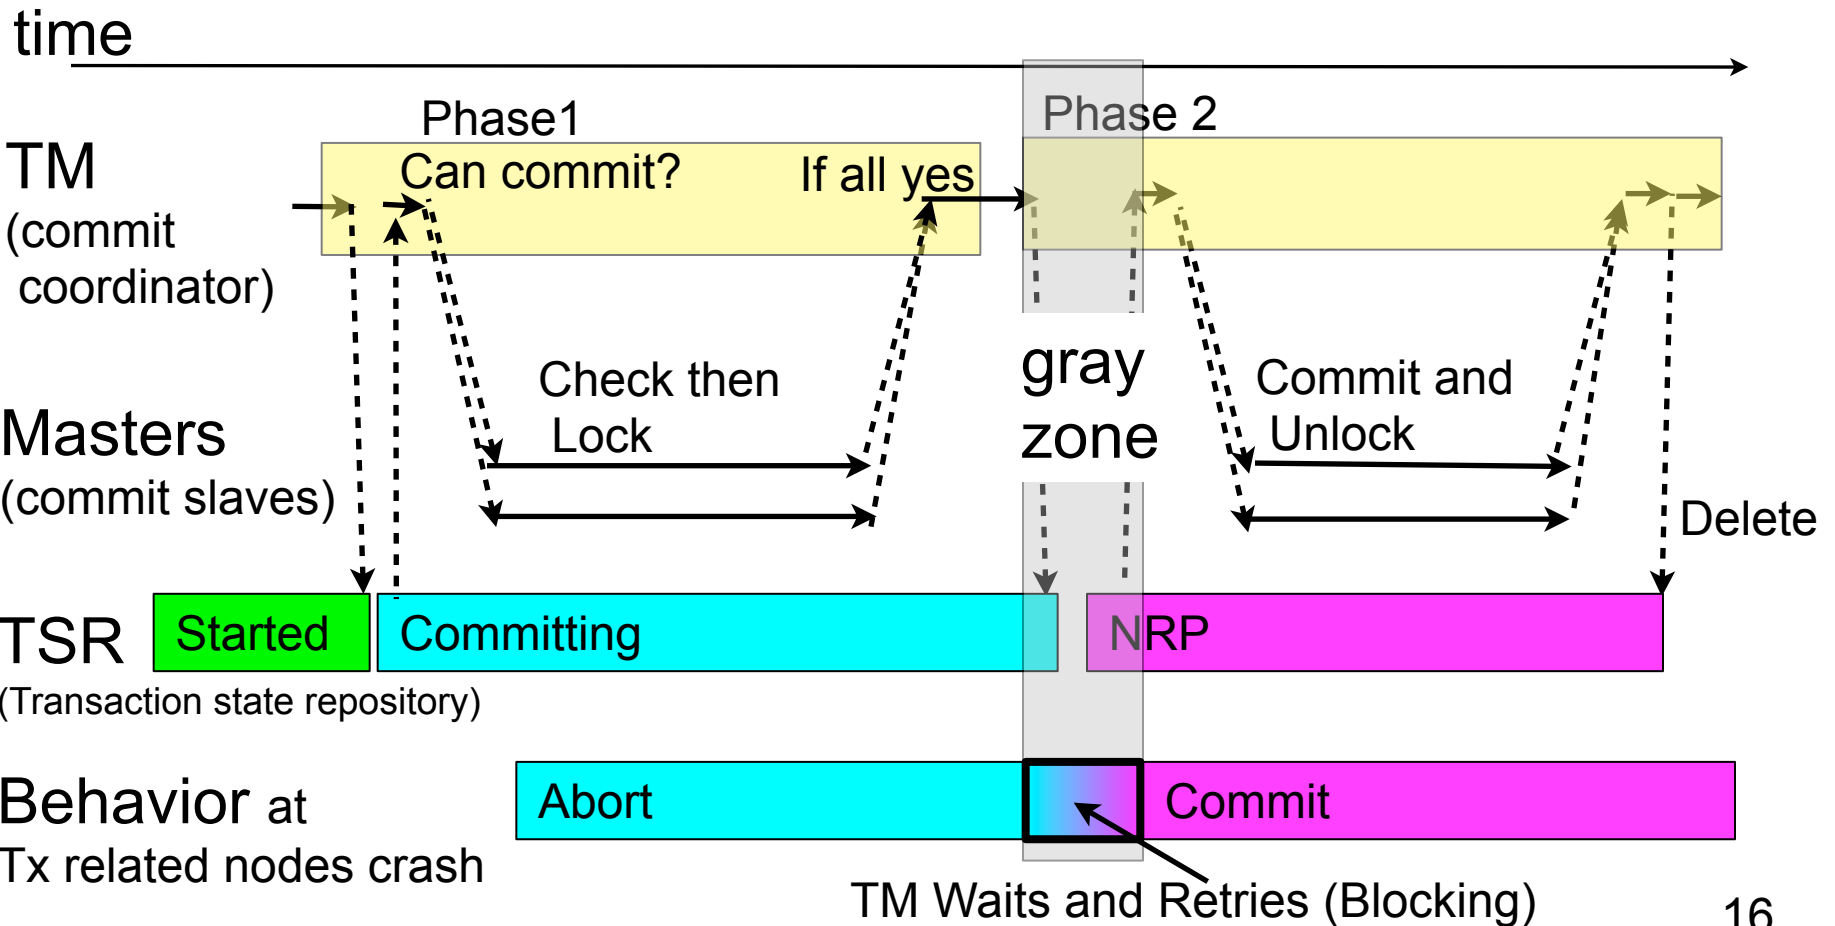 time
Phase1
Phase 2
TM
Can commit?
If all yes
(commit
coordinator)
gray
zone
Check then
Lock
Commit and
Unlock
Masters
(commit slaves)
Delete
TSR
Started
Committing
NRP
(Transaction state repository)
Behavior at
Tx related nodes crash
Abort
Commit
TM Waits and Retries (Blocking)
16